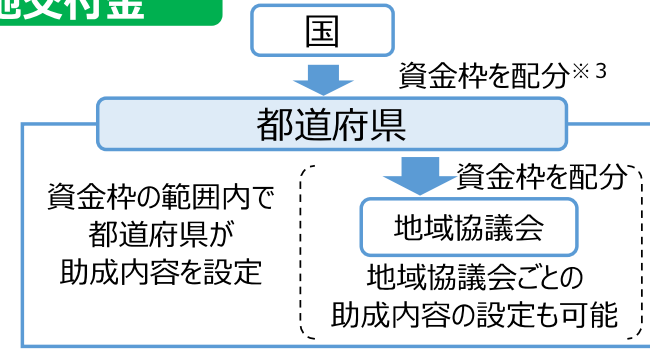 交付金
国
資金枠を配分※3
都道府県
資金枠を配分
資金枠の範囲内で
都道府県が
助成内容を設定
地域協議会
地域協議会ごとの
助成内容の設定も可能